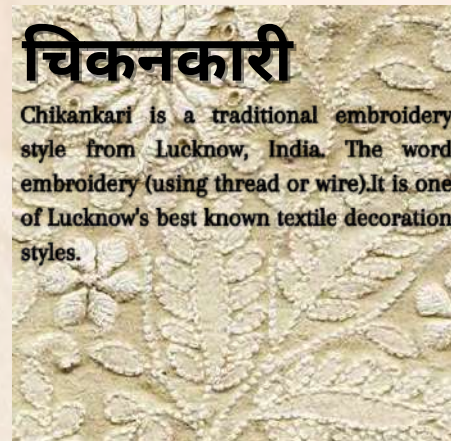 चिकनकारी
Chikankari is a traditional embroidery
style from Lucknow, India. The word
embroidery (using thread or wire).It is one
of Lucknow's best known textile decoration
styles.